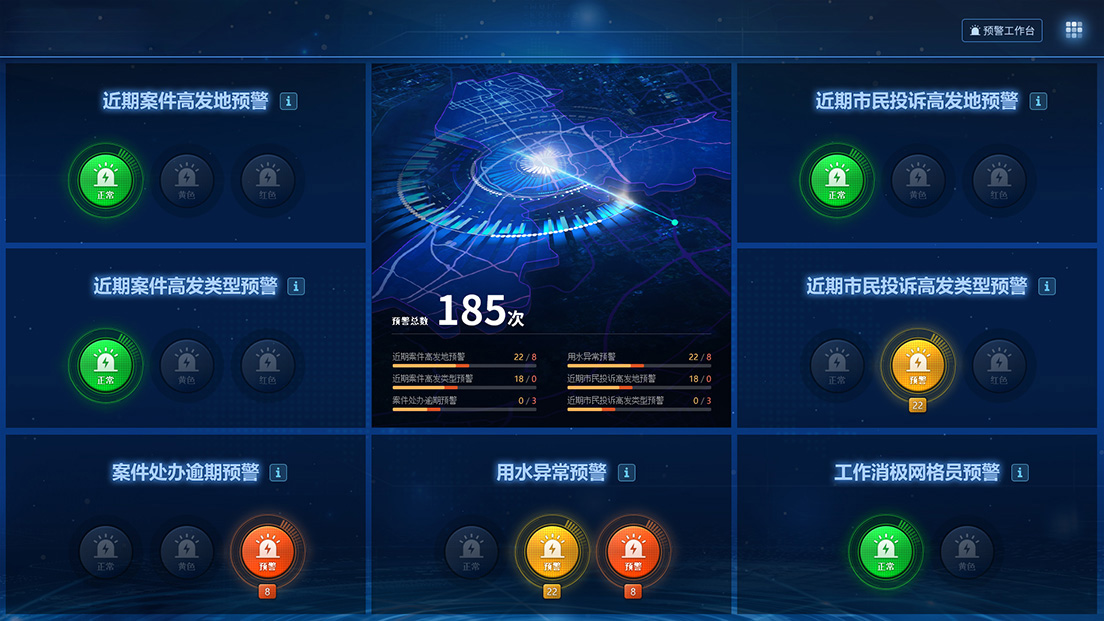 预警工作台
近期案件高发地预警
正常
黄色
红色
近期市民投诉高发地预警
正常
黄色
红色
近期案件高发类型预警
正常
黄色
红色
预警总数 185次
近期案件高发地预警 22 / 8
用水异常预警 22 / 8
近期案件高发类型预警 18 / 0
近期市民投诉高发地预警 18 / 0
案件处办逾期预警 0 / 3
近期市民投诉高发类型预警 0 / 3
近期市民投诉高发类型预警
正常
预警
红色
22
案件处办逾期预警
正常
黄色
预警
8
用水异常预警
正常
预警
预警
22
8
工作消极网格员预警
正常
黄色